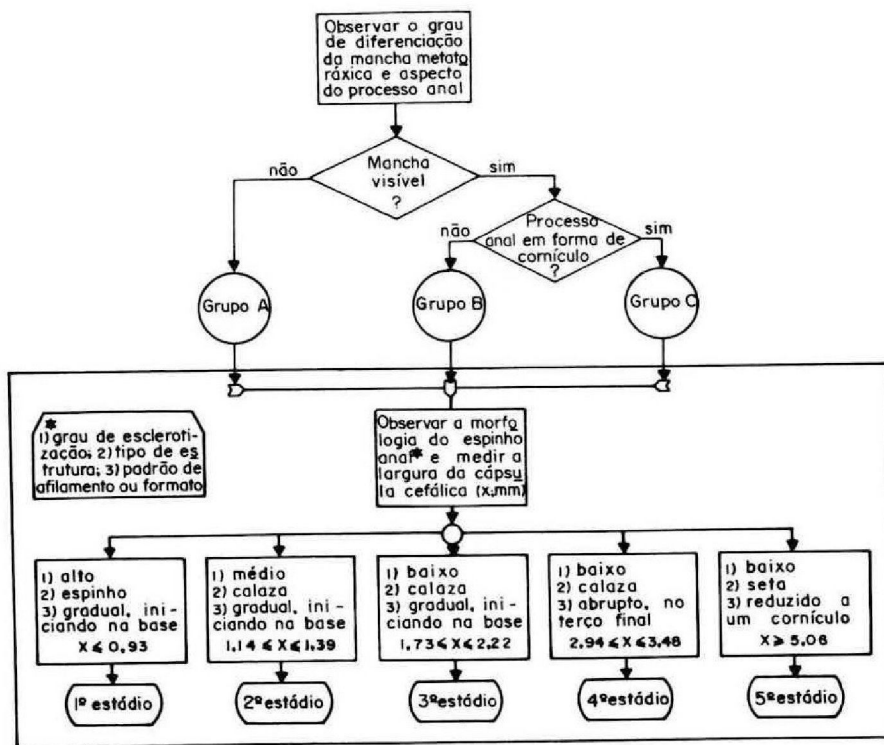 Observar o grau
de diferenciação
da mancha metato
ráxica e aspecto
do processo anal
não
Mancha
visível
?
sim
não
Processo
anal em forma de
cornículo
?
sim
Grupo A
Grupo B
Grupo C
*
1) grau de escleroti-
zação; 2) tipo de es
trutura; 3) padrão de
afilamento ou formato
Observar a morfo
logia do espinho
anal* e medir a
largura da cápsu
la cefálica (x;mm)
1) alto
2) espinho
3) gradual, ini-
ciando na base
X ≤ 0,93
1) médio
2) calaza
3) gradual, ini-
ciando na base
1,14 ≤ X ≤ 1,39
1) baixo
2) calaza
3) gradual, ini-
ciando na base
1,73 ≤ X ≤ 2,22
1) baixo
2) calaza
3) abrupto, no
terço final
2,94 ≤ X ≤ 3,48
1) baixo
2) seta
3) reduzido a
um cornículo
X ≥ 5,06
1º estádio
2º estádio
3º estádio
4º estádio
5º estádio